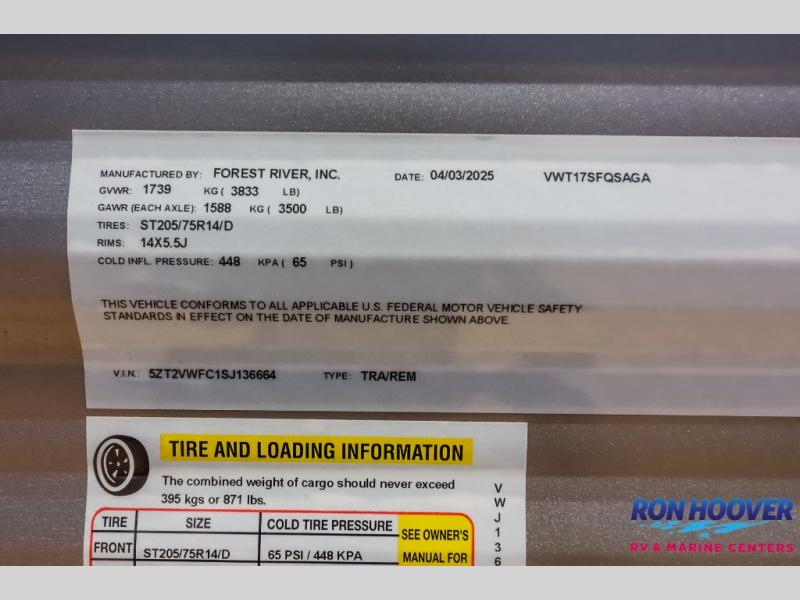 MANUFACTURED BY: FOREST RIVER, INC. DATE: 04/03/2025 VWT17SFQSAGA
GVWR: 1739 KG ( 3833 LB)
GAWR (EACH AXLE): 1588 KG ( 3500 LB)
TIRES: ST205/75R14/D
RIMS: 14X5.5J
COLD INFL. PRESSURE: 448 KPA ( 65 PSI )
THIS VEHICLE CONFORMS TO ALL APPLICABLE U.S. FEDERAL MOTOR VEHICLE SAFETY
STANDARDS IN EFFECT ON THE DATE OF MANUFACTURE SHOWN ABOVE.
V.I.N.: 5ZT2VWFC1SJ136664 TYPE: TRA/REM
TIRE AND LOADING INFORMATION
The combined weight of cargo should never exceed
395 kgs or 871 lbs.
TIRE SIZE COLD TIRE PRESSURE SEE OWNER'S
FRONT ST205/75R14/D 65 PSI / 448 KPA MANUAL FOR
VWJ136
RON HOOVER
RV & MARINE CENTERS